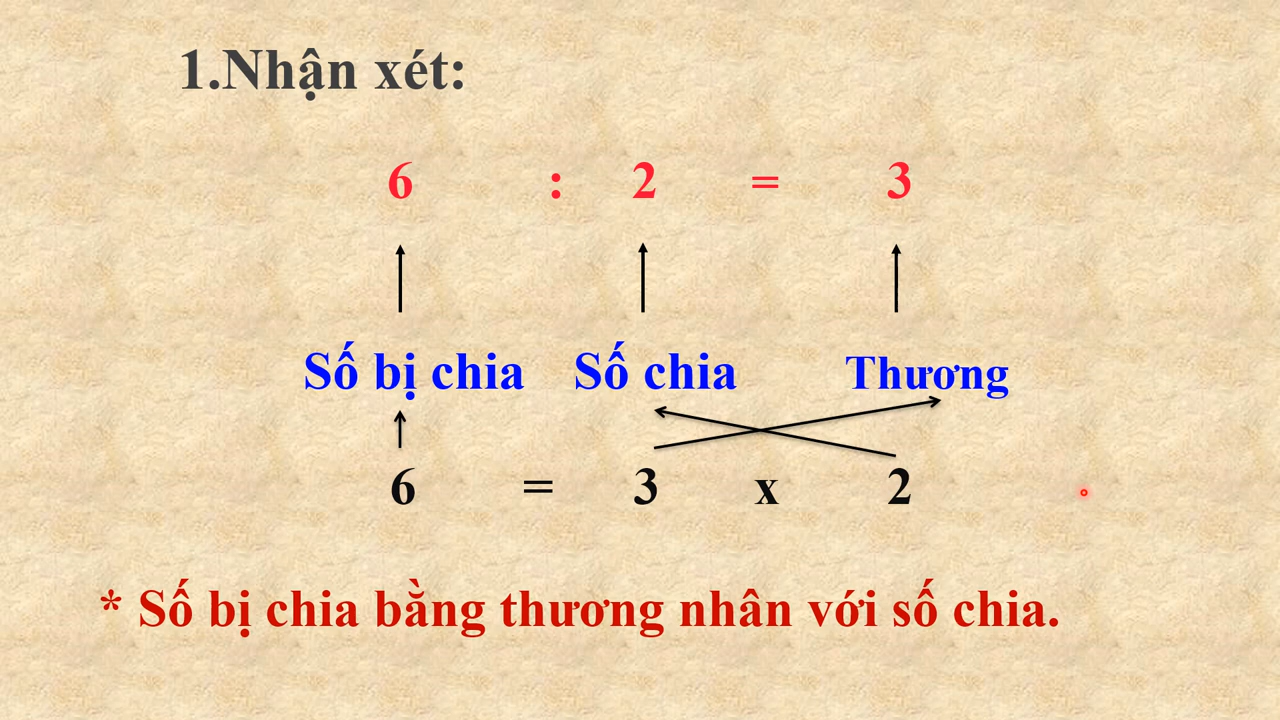 1.Nhận xét:
6 : 2 = 3
Số bị chia Số chia Thương
6 = 3 x 2
* Số bị chia bằng thương nhân với số chia.